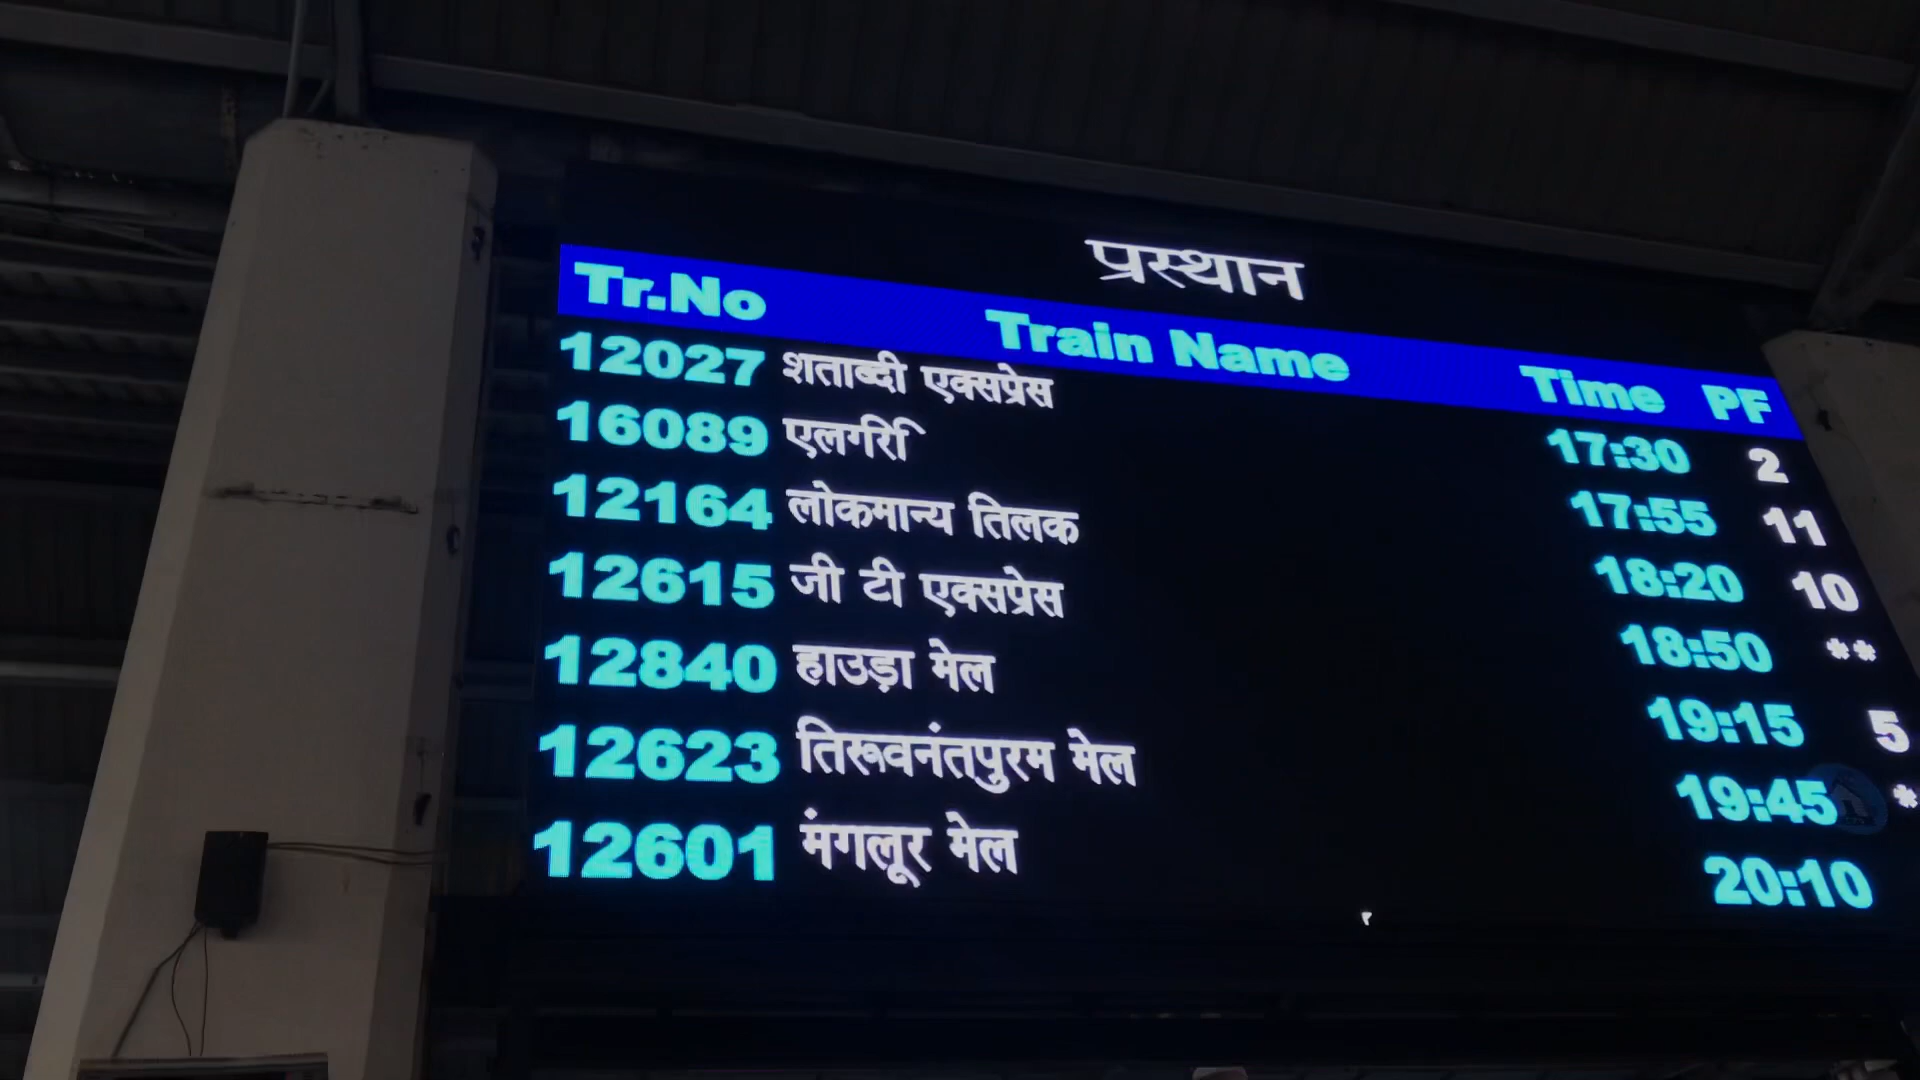 प्रस्थान
Tr.No Train Name Time PF
12027 शताब्दी एक्सप्रेस 17:30 2
16089 एलगिरी 17:55 11
12164 लोकमान्य तिलक 18:20 10
12615 जी टी एक्सप्रेस 18:50 **
12840 हाउड़ा मेल 19:15 5
12623 तिरूवनंतपुरम मेल 19:45 *
12601 मंगलूर मेल 20:10